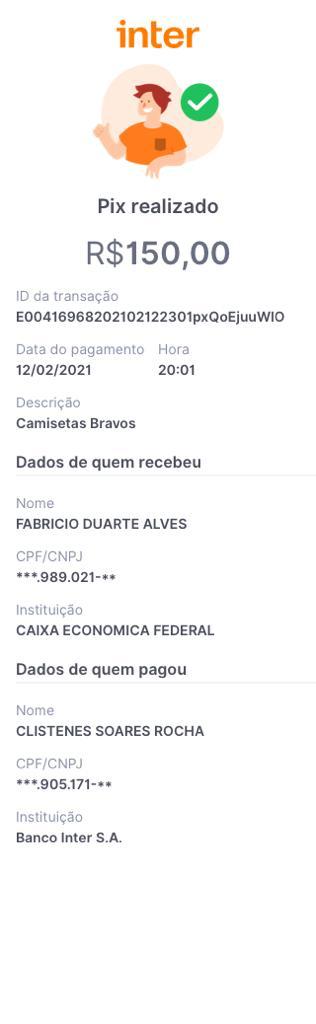 inter
Pix realizado
R$150,00
ID da transação
E00416968202102122301pxQoEjuuWIO
Data do pagamento Hora
12/02/2021 20:01
Descrição
Camisetas Bravos
Dados de quem recebeu
Nome
FABRICIO DUARTE ALVES
CPF/CNPJ
***.989.021-**
Instituição
CAIXA ECONOMICA FEDERAL
Dados de quem pagou
Nome
CLISTENES SOARES ROCHA
CPF/CNPJ
***.905.171-**
Instituição
Banco Inter S.A.